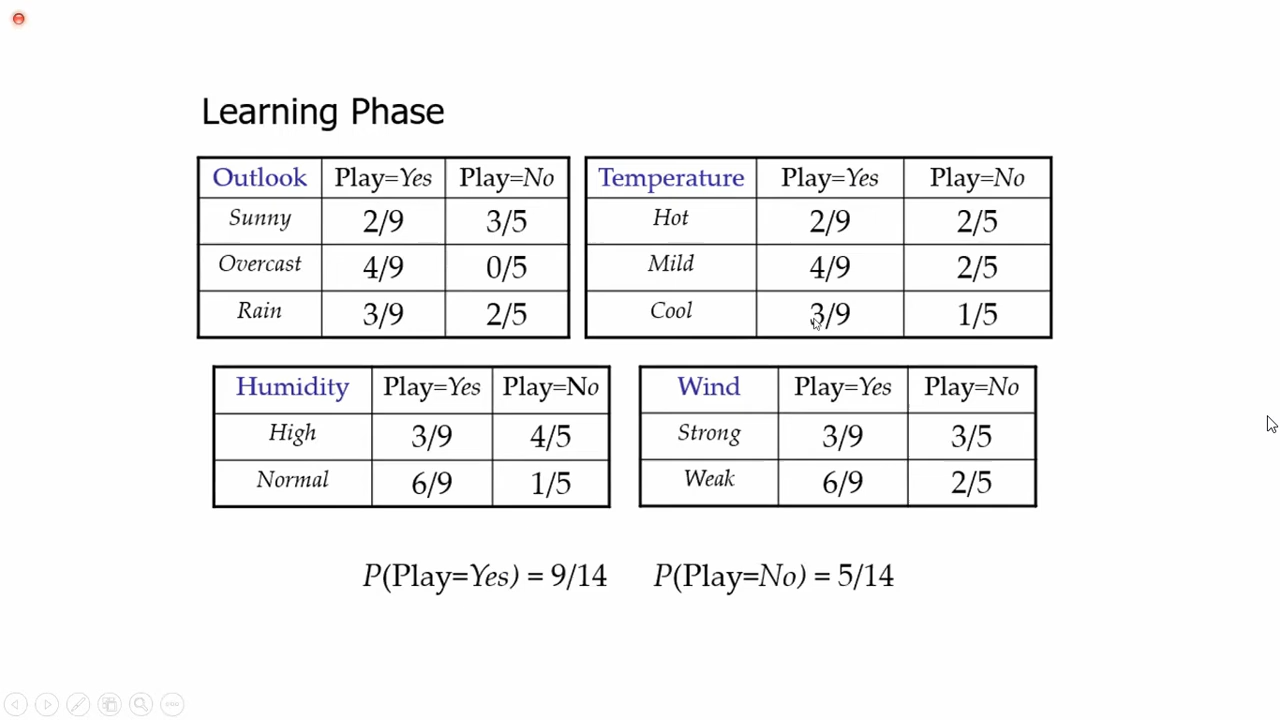 Learning Phase
Outlook Play=Yes Play=No
Sunny 2/9 3/5
Overcast 4/9 0/5
Rain 3/9 2/5
Temperature Play=Yes Play=No
Hot 2/9 2/5
Mild 4/9 2/5
Cool 3/9 1/5
Humidity Play=Yes Play=No
High 3/9 4/5
Normal 6/9 1/5
Wind Play=Yes Play=No
Strong 3/9 3/5
Weak 6/9 2/5
P(Play=Yes) = 9/14 P(Play=No) = 5/14